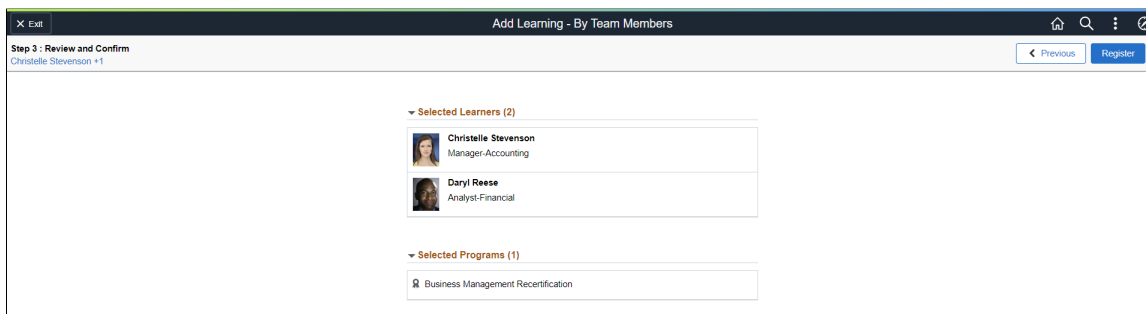 Exit
Add Learning - By Team Members
Step 3 : Review and Confirm
Christelle Stevenson +1
Previous
Register
Selected Learners (2)
Christelle Stevenson
Manager-Accounting
Daryl Reese
Analyst-Financial
Selected Programs (1)
Business Management Recertification